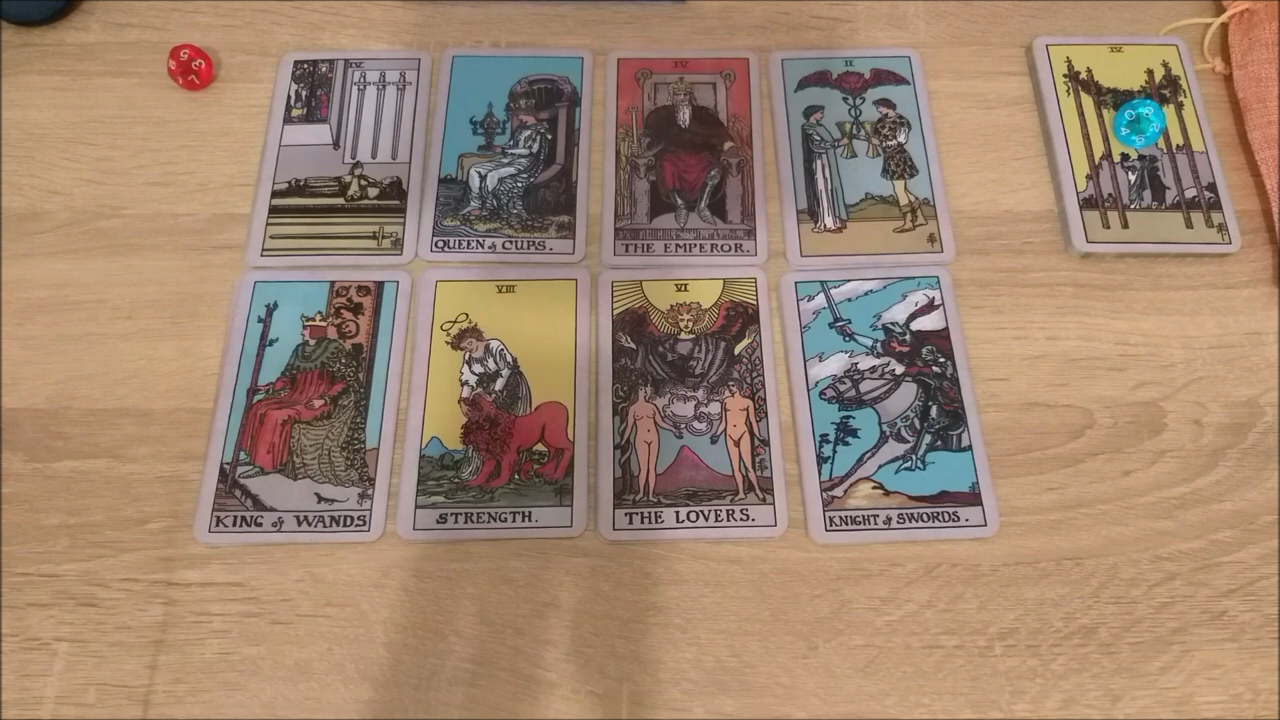 IV
IV
II
IV
QUEEN of CUPS.
THE EMPEROR.
VIII
VI
KING of WANDS
STRENGTH.
THE LOVERS.
KNIGHT of SWORDS.